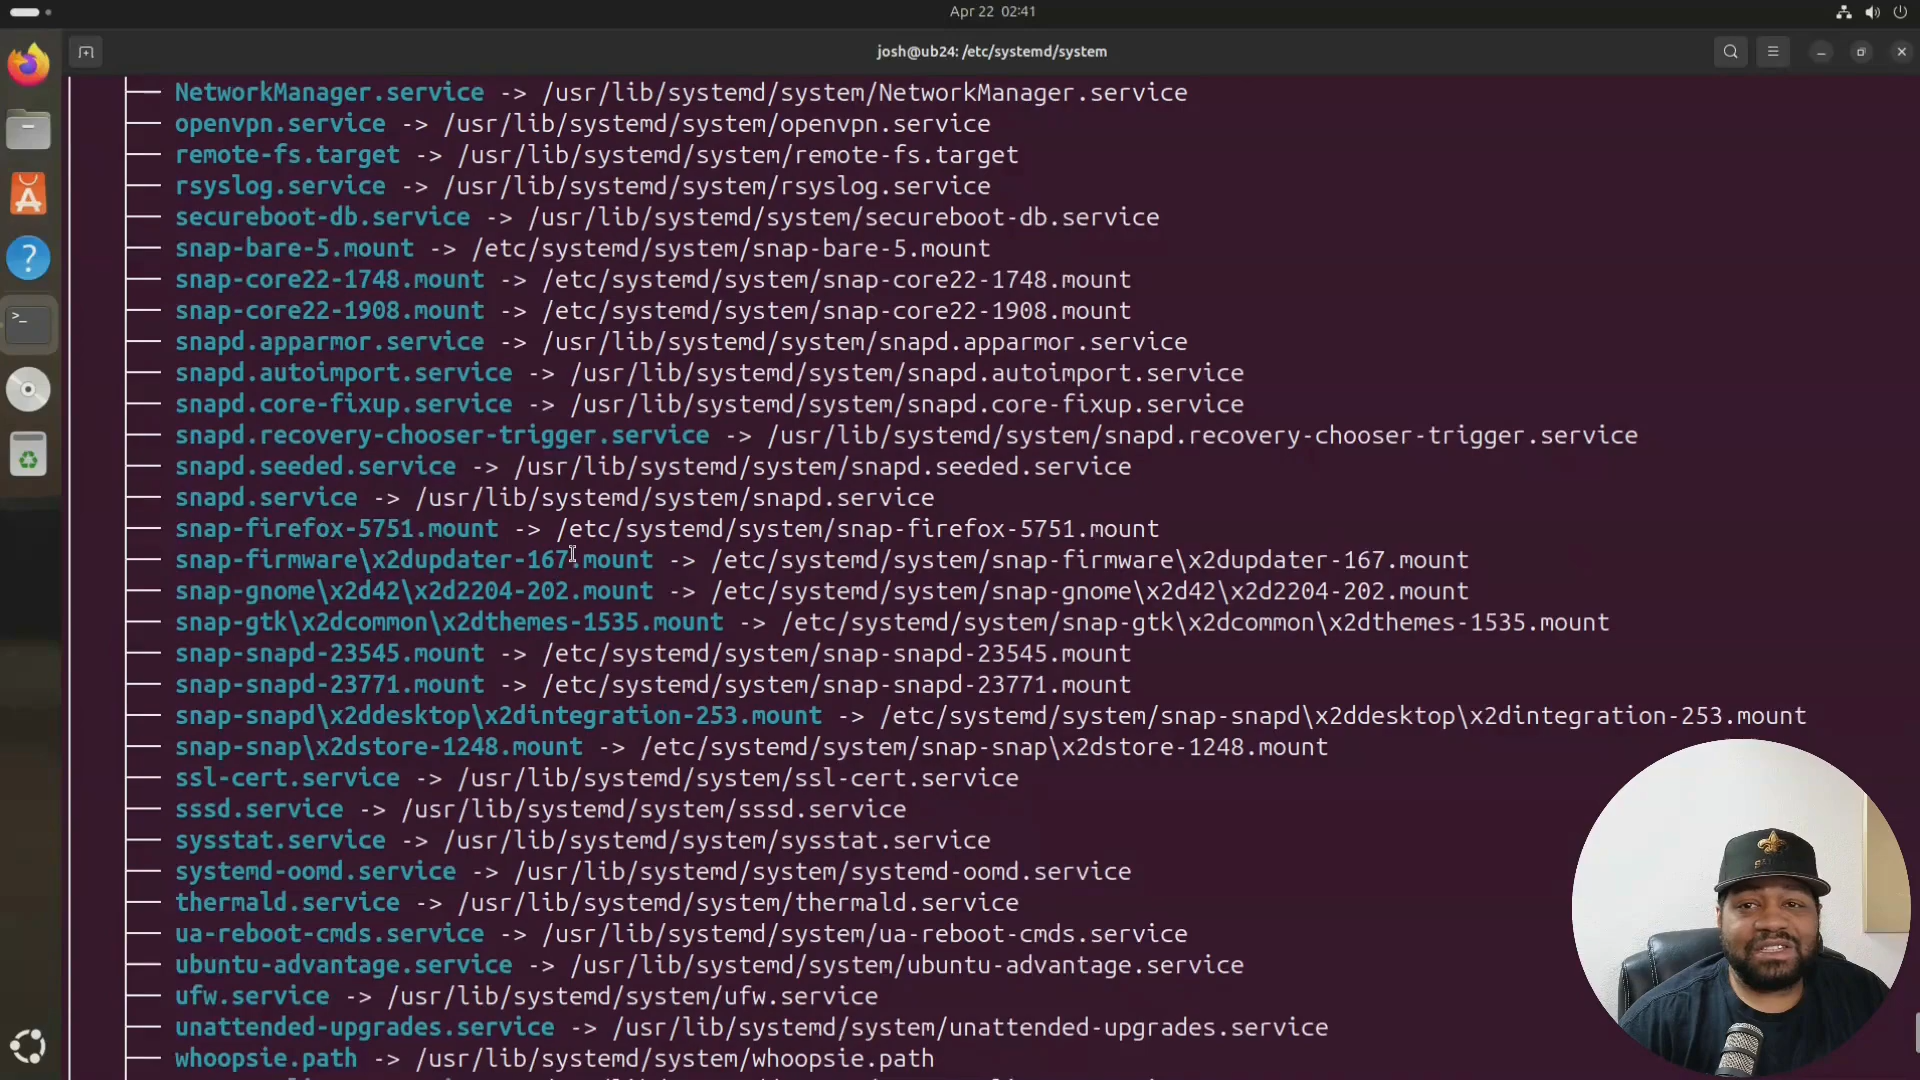 Apr 22 02:41
josh@ub24: /etc/systemd/system
NetworkManager.service -> /usr/lib/systemd/system/NetworkManager.service
openvpn.service -> /usr/lib/systemd/system/openvpn.service
remote-fs.target -> /usr/lib/systemd/system/remote-fs.target
rsyslog.service -> /usr/lib/systemd/system/rsyslog.service
secureboot-db.service -> /usr/lib/systemd/system/secureboot-db.service
snap-bare-5.mount -> /etc/systemd/system/snap-bare-5.mount
snap-core22-1748.mount -> /etc/systemd/system/snap-core22-1748.mount
snap-core22-1908.mount -> /etc/systemd/system/snap-core22-1908.mount
snapd.apparmor.service -> /usr/lib/systemd/system/snapd.apparmor.service
snapd.autoimport.service -> /usr/lib/systemd/system/snapd.autoimport.service
snapd.core-fixup.service -> /usr/lib/systemd/system/snapd.core-fixup.service
snapd.recovery-chooser-trigger.service -> /usr/lib/systemd/system/snapd.recovery-chooser-trigger.service
snapd.seeded.service -> /usr/lib/systemd/system/snapd.seeded.service
snapd.service -> /usr/lib/systemd/system/snapd.service
snap-firefox-5751.mount -> /etc/systemd/system/snap-firefox-5751.mount
snap-firmware\x2dupdater-167.mount -> /etc/systemd/system/snap-firmware\x2dupdater-167.mount
snap-gnome\x2d42\x2d2204-202.mount -> /etc/systemd/system/snap-gnome\x2d42\x2d2204-202.mount
snap-gtk\x2dcommon\x2dthemes-1535.mount -> /etc/systemd/system/snap-gtk\x2dcommon\x2dthemes-1535.mount
snap-snapd-23545.mount -> /etc/systemd/system/snap-snapd-23545.mount
snap-snapd-23771.mount -> /etc/systemd/system/snap-snapd-23771.mount
snap-snapd\x2ddesktop\x2dintegration-253.mount -> /etc/systemd/system/snap-snapd\x2ddesktop\x2dintegration-253.mount
snap-snap\x2dstore-1248.mount -> /etc/systemd/system/snap-snap\x2dstore-1248.mount
ssl-cert.service -> /usr/lib/systemd/system/ssl-cert.service
sssd.service -> /usr/lib/systemd/system/sssd.service
sysstat.service -> /usr/lib/systemd/system/sysstat.service
systemd-oomd.service -> /usr/lib/systemd/system/systemd-oomd.service
thermald.service -> /usr/lib/systemd/system/thermald.service
ua-reboot-cmds.service -> /usr/lib/systemd/system/ua-reboot-cmds.service
ubuntu-advantage.service -> /usr/lib/systemd/system/ubuntu-advantage.service
ufw.service -> /usr/lib/systemd/system/ufw.service
unattended-upgrades.service -> /usr/lib/systemd/system/unattended-upgrades.service
whoopsie.path -> /usr/lib/systemd/system/whoopsie.path